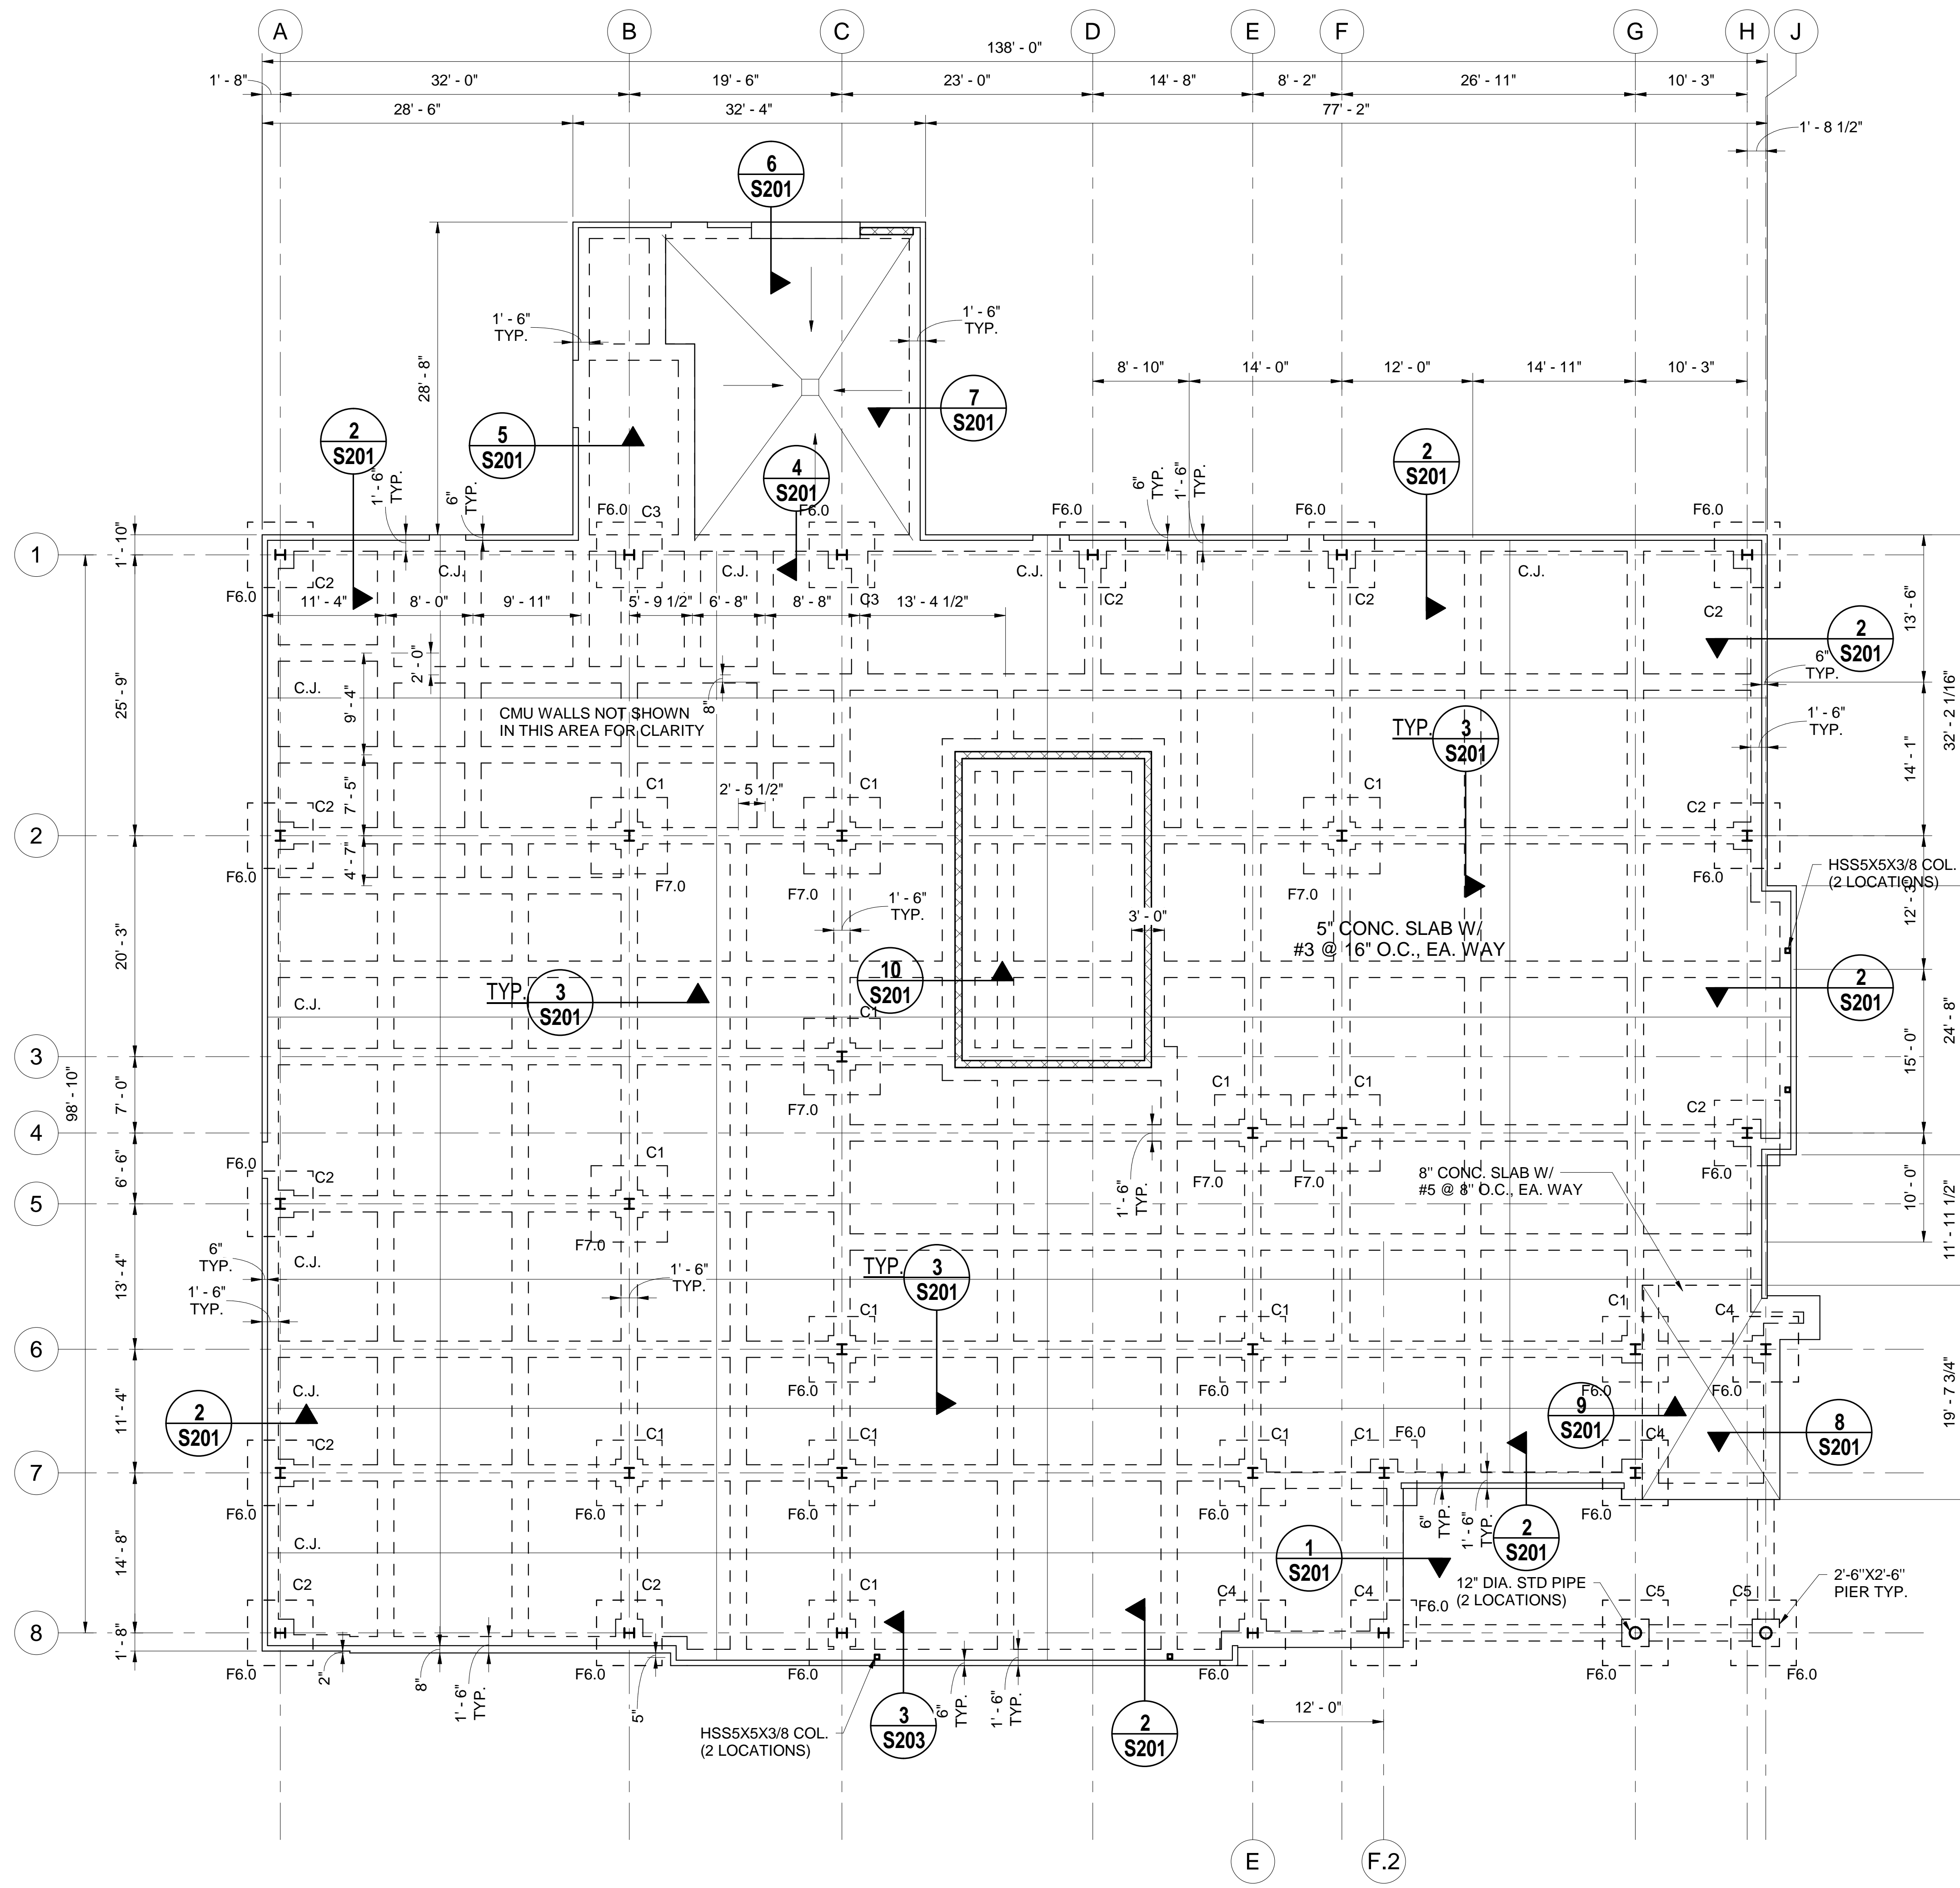 A
B
C
D
E
F
G
H
J
138' - 0"
1' - 8"
32' - 0"
19' - 6"
23' - 0"
14' - 8"
8' - 2"
26' - 11"
10' - 3"
28' - 6"
32' - 4"
77' - 2"
1' - 8 1/2"
6
S201
1' - 6"
TYP.
1' - 6"
TYP.
28' - 8"
8' - 10"
14' - 0"
12' - 0"
14' - 11"
10' - 3"
7
S201
2
S201
5
S201
4
S201
2
S201
1' - 6"
TYP.
6"
TYP.
6"
TYP.
1' - 6"
TYP.
F6.0
C3
F6.0
F6.0
F6.0
F6.0
1
1' - 10"
C2
F6.0
C.J.
C.J.
C.J.
C.J.
C3
C2
C2
C2
11' - 4"
8' - 0"
9' - 11"
5' - 9 1/2"
6' - 8"
8' - 8"
13' - 4 1/2"
13' - 6"
2
S201
6"
TYP.
2' - 0"
C.J.
9' - 4"
8"
25' - 9"
CMU WALLS NOT SHOWN
IN THIS AREA FOR CLARITY
TYP.
3
S201
1' - 6"
TYP.
14' - 1"
32' - 2 1/16"
C1
C1
C1
C2
C2
7' - 5"
2' - 5 1/2"
2
4' - 7"
F6.0
F7.0
F7.0
F7.0
F6.0
HSS5X5X3/8 COL.
(2 LOCATIONS)
1' - 6"
TYP.
3' - 0"
12' - 3"
5" CONC. SLAB W/
#3 @ 16" O.C., EA. WAY
20' - 3"
10
S201
TYP.
3
S201
2
S201
C.J.
C1
3
24' - 8"
15' - 0"
98' - 10"
7' - 0"
F7.0
C1
C1
C2
4
6' - 6"
F6.0
C2
C1
F7.0
F7.0
F6.0
1' - 6"
TYP.
8" CONC. SLAB W/
#5 @ 8" O.C., EA. WAY
10' - 0"
11' - 11 1/2"
5
F7.0
6"
TYP.
C.J.
1' - 6"
TYP.
1' - 6"
TYP.
13' - 4"
TYP.
3
S201
C1
C1
C1
C4
6
F6.0
F6.0
F6.0
F6.0
11' - 4"
19' - 7 3/4"
2
S201
C.J.
9
S201
8
S201
C2
C1
C1
C1
C1
F6.0
C4
7
F6.0
F6.0
F6.0
F6.0
F6.0
6"
TYP.
1' - 6"
TYP.
2
S201
14' - 8"
C.J.
1
S201
12" DIA. STD PIPE
(2 LOCATIONS)
2'-6"X2'-6"
PIER TYP.
C2
C2
C1
C4
C4
F6.0
C5
C5
8
1' - 8"
F6.0
F6.0
F6.0
F6.0
F6.0
F6.0
2"
8"
1' - 6"
TYP.
5"
6"
TYP.
1' - 6"
TYP.
HSS5X5X3/8 COL.
(2 LOCATIONS)
3
S203
2
S201
12' - 0"
E
F.2